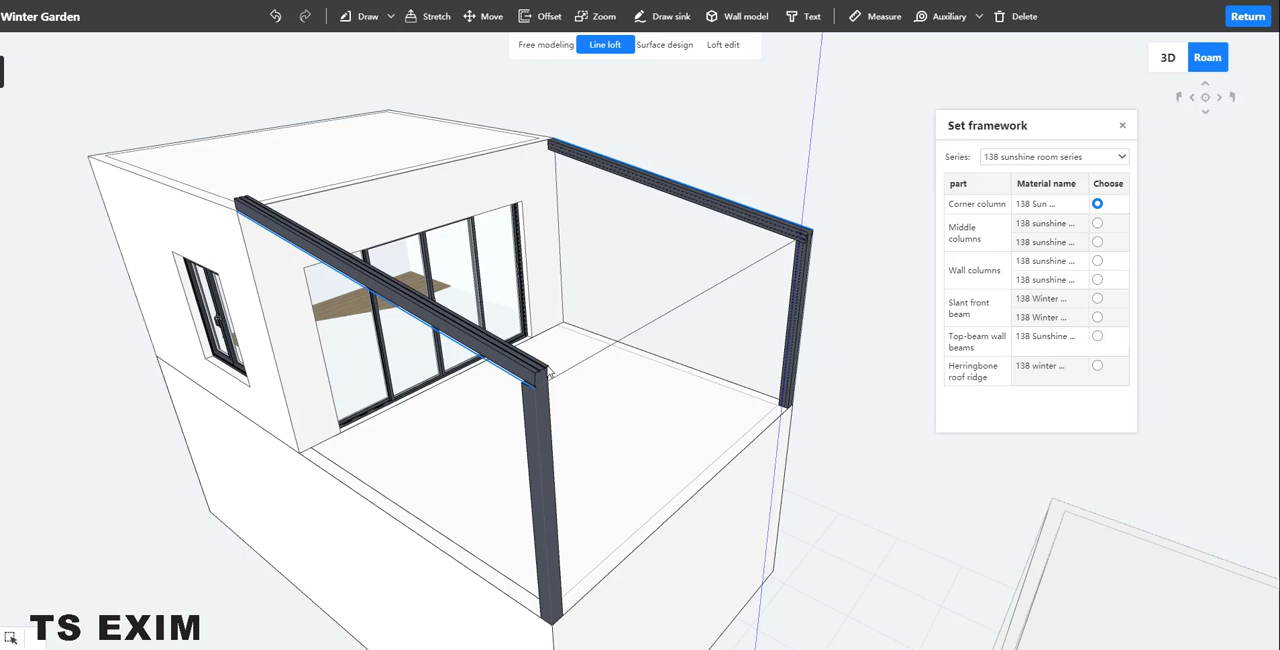 Winter Garden
Draw
Stretch
Move
Offset
Zoom
Draw sink
Wall model
Text
Measure
Auxiliary
Delete
Return
Free modeling
Line loft
Surface design
Loft edit
3D
Roam
Set framework
Series:
138 sunshine room series
part
Material name
Choose
Corner column
138 Sun ...
Middle columns
138 sunshine ...
138 sunshine ...
Wall columns
138 sunshine ...
138 sunshine ...
Slant front beam
138 Winter ...
138 Winter ...
Top-beam wall beams
138 Sunshine ...
Herringbone roof ridge
138 winter ...
TS EXIM